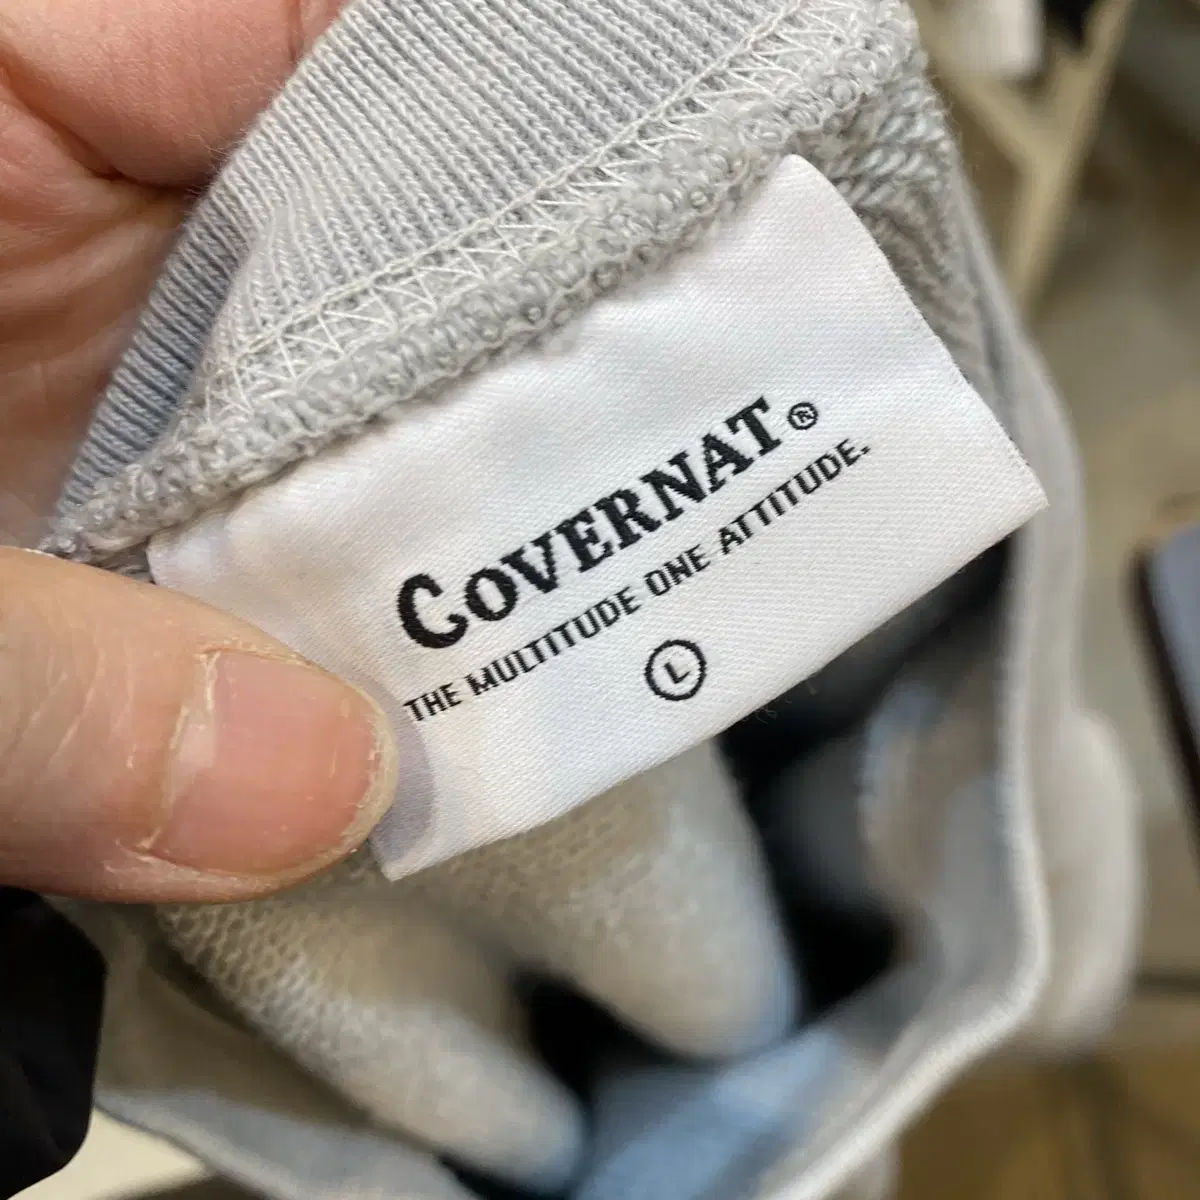 COVERNAT®
THE MULTITUDE ONE ATTITUDE.
L